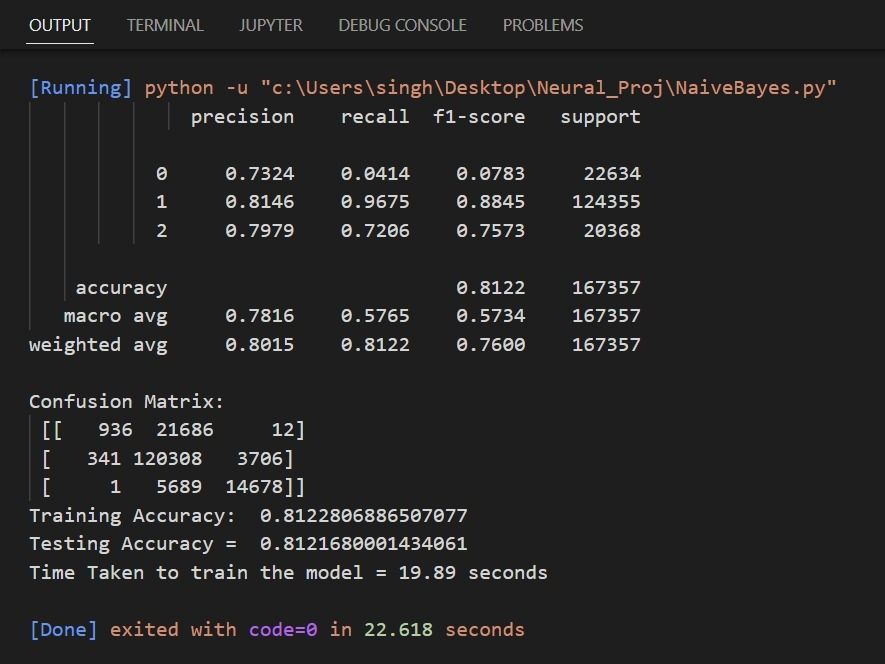 OUTPUT TERMINAL JUPYTER DEBUG CONSOLE PROBLEMS
[Running] python -u "c:\Users\singh\Desktop\Neural_Proj\NaiveBayes.py"
precision recall f1-score support
0 0.7324 0.0414 0.0783 22634
1 0.8146 0.9675 0.8845 124355
2 0.7979 0.7206 0.7573 20368
accuracy 0.8122 167357
macro avg 0.7816 0.5765 0.5734 167357
weighted avg 0.8015 0.8122 0.7600 167357
Confusion Matrix:
[[ 936 21686 12]
[ 341 120308 3706]
[ 1 5689 14678]]
Training Accuracy: 0.8122806886507077
Testing Accuracy = 0.8121680001434061
Time Taken to train the model = 19.89 seconds
[Done] exited with code=0 in 22.618 seconds